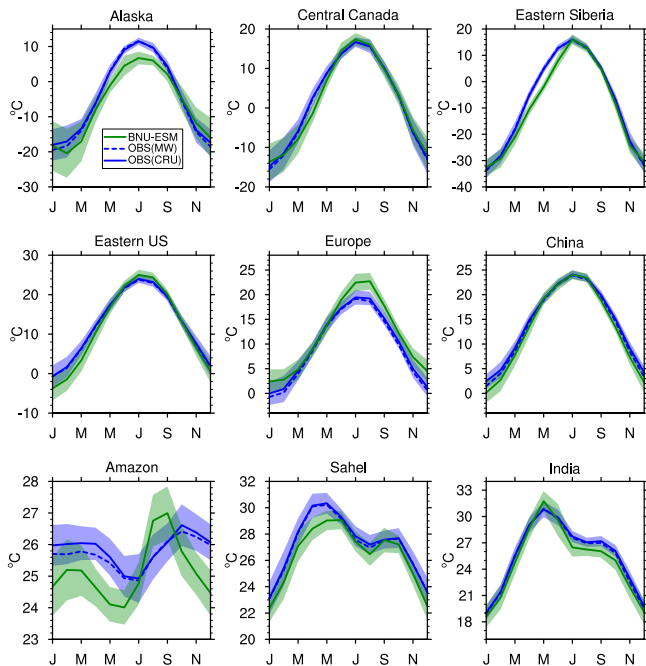 Alaska
Central Canada
Eastern Siberia
°C
15
10
0
-10
-20
-30
BNU-ESM
OBS(MW)
OBS(CRU)
J M M J S N
°C
20
10
0
-10
-20
J M M J S N
°C
20
10
0
-10
-20
-30
-40
J M M J S N
Eastern US
Europe
China
°C
30
20
10
0
-10
J M M J S N
°C
25
20
15
10
5
0
J M M J S N
°C
25
20
15
10
5
0
J M M J S N
Amazon
Sahel
India
°C
28
27
26
25
24
23
J M M J S N
°C
32
30
28
26
24
22
20
J M M J S N
°C
33
30
27
24
21
18
J M M J S N